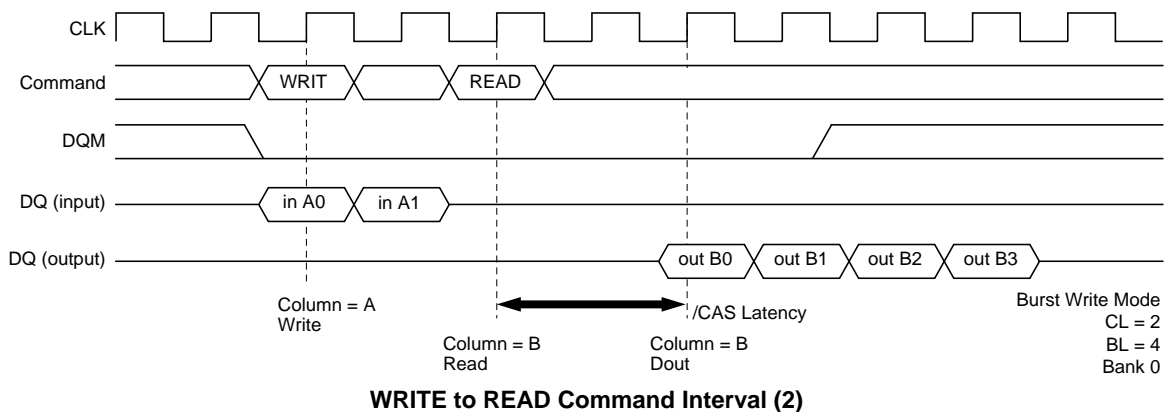 CLK
Command
WRIT
READ
DQM
DQ (input)
in A0
in A1
DQ (output)
out B0
out B1
out B2
out B3
Column = A
Write
/CAS Latency
Column = B
Read
Column = B
Dout
Burst Write Mode
CL = 2
BL = 4
Bank 0
WRITE to READ Command Interval (2)